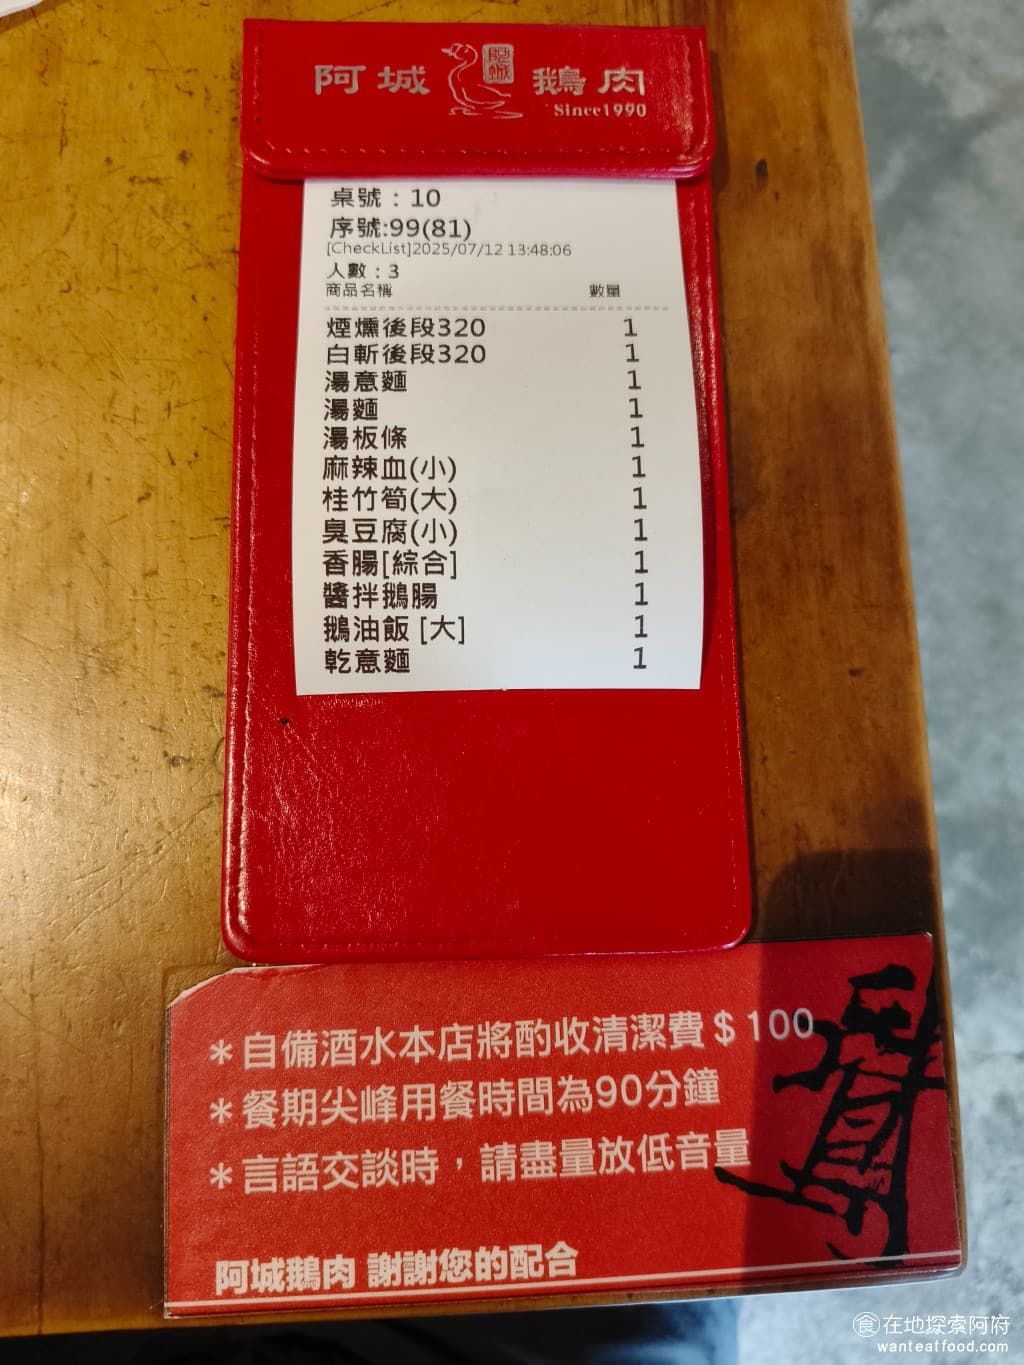 阿城 阿城 鵝肉
Since1990
桌號：10
序號:99(81)
[CheckList]2025/07/12 13:48:06
人數：3
商品名稱 數量
煙燻後段320 1
白斬後段320 1
湯意麵 1
湯麵 1
湯板條 1
麻辣血(小) 1
桂竹筍(大) 1
臭豆腐(小) 1
香腸[綜合] 1
醬拌鵝腸 1
鵝油飯 [大] 1
乾意麵 1
＊自備酒水本店將酌收清潔費＄100
＊餐期尖峰用餐時間為90分鐘
＊言語交談時，請盡量放低音量
阿城鵝肉 謝謝您的配合
食在地探索阿府
wanteatfood.com